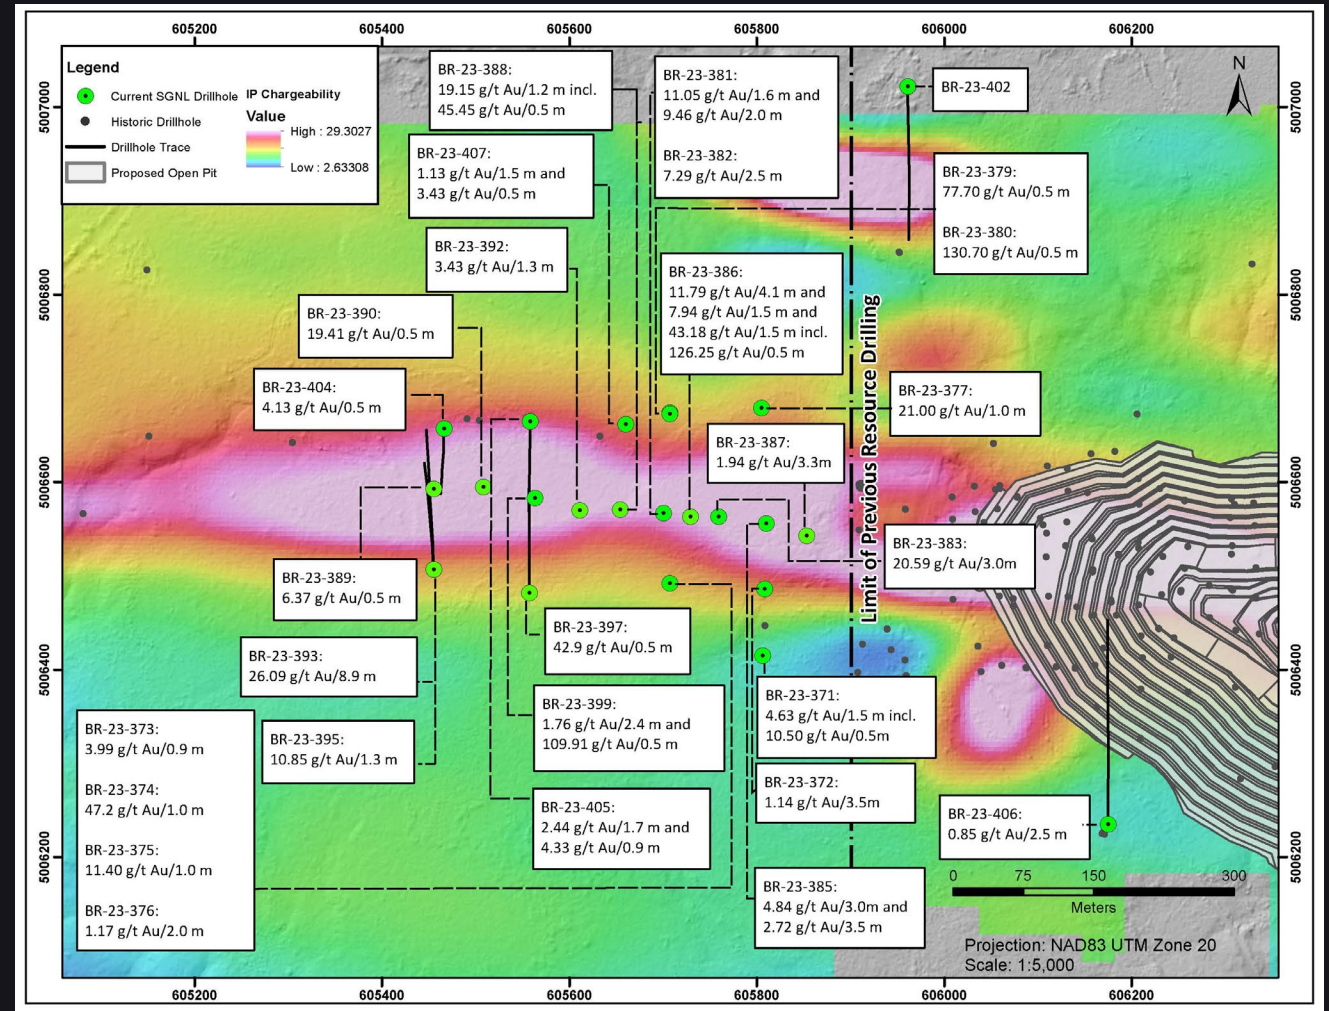 605200 605400 605600 605800 606000 606200
5007000
5006800
5006600
5006400
5006200
Legend
Current SGNL Drillhole
Historic Drillhole
Drillhole Trace
Proposed Open Pit
IP Chargeability
Value
High : 29.3027
Low : 2.63308
BR-23-388:
19.15 g/t Au/1.2 m incl.
45.45 g/t Au/0.5 m
BR-23-381:
11.05 g/t Au/1.6 m and
9.46 g/t Au/2.0 m
BR-23-382:
7.29 g/t Au/2.5 m
BR-23-402
N
BR-23-407:
1.13 g/t Au/1.5 m and
3.43 g/t Au/0.5 m
BR-23-379:
77.70 g/t Au/0.5 m
BR-23-380:
130.70 g/t Au/0.5 m
BR-23-392:
3.43 g/t Au/1.3 m
BR-23-386:
11.79 g/t Au/4.1 m and
7.94 g/t Au/1.5 m and
43.18 g/t Au/1.5 m incl.
126.25 g/t Au/0.5 m
BR-23-390:
19.41 g/t Au/0.5 m
Limit of Previous Resource Drilling
BR-23-404:
4.13 g/t Au/0.5 m
BR-23-377:
21.00 g/t Au/1.0 m
BR-23-387:
1.94 g/t Au/3.3m
BR-23-383:
20.59 g/t Au/3.0m
BR-23-389:
6.37 g/t Au/0.5 m
BR-23-397:
42.9 g/t Au/0.5 m
BR-23-393:
26.09 g/t Au/8.9 m
BR-23-399:
1.76 g/t Au/2.4 m and
109.91 g/t Au/0.5 m
BR-23-371:
4.63 g/t Au/1.5 m incl.
10.50 g/t Au/0.5m
BR-23-373:
3.99 g/t Au/0.9 m
BR-23-374:
47.2 g/t Au/1.0 m
BR-23-375:
11.40 g/t Au/1.0 m
BR-23-376:
1.17 g/t Au/2.0 m
BR-23-395:
10.85 g/t Au/1.3 m
BR-23-372:
1.14 g/t Au/3.5m
BR-23-405:
2.44 g/t Au/1.7 m and
4.33 g/t Au/0.9 m
BR-23-406:
0.85 g/t Au/2.5 m
BR-23-385:
4.84 g/t Au/3.0m and
2.72 g/t Au/3.5 m
0 75 150 300
Meters
Projection: NAD83 UTM Zone 20
Scale: 1:5,000
5007000
5006800
5006600
5006400
5006200
605200 605400 605600 605800 606000 606200